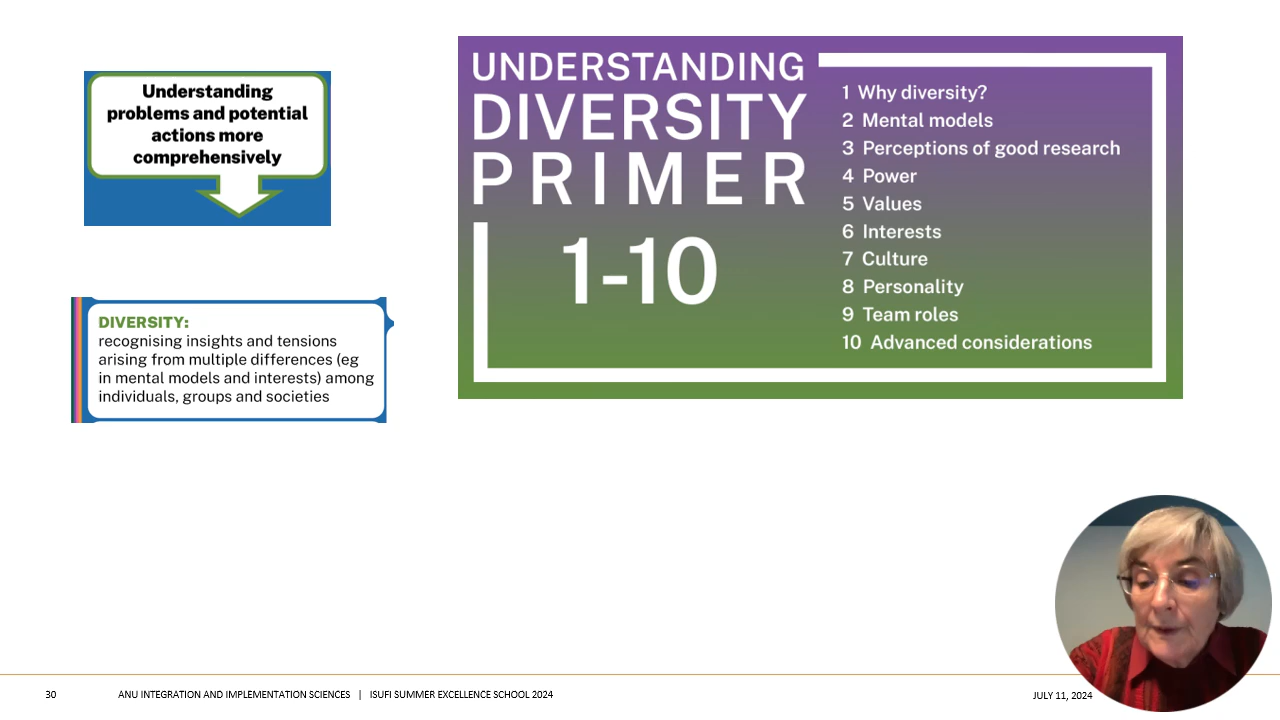 Understanding
problems and potential
actions more
comprehensively
DIVERSITY:
recognising insights and tensions
arising from multiple differences (eg
in mental models and interests) among
individuals, groups and societies
UNDERSTANDING
DIVERSITY
PRIMER
1-10
1 Why diversity?
2 Mental models
3 Perceptions of good research
4 Power
5 Values
6 Interests
7 Culture
8 Personality
9 Team roles
10 Advanced considerations
30
ANU INTEGRATION AND IMPLEMENTATION SCIENCES | ISUFI SUMMER EXCELLENCE SCHOOL 2024
JULY 11, 2024